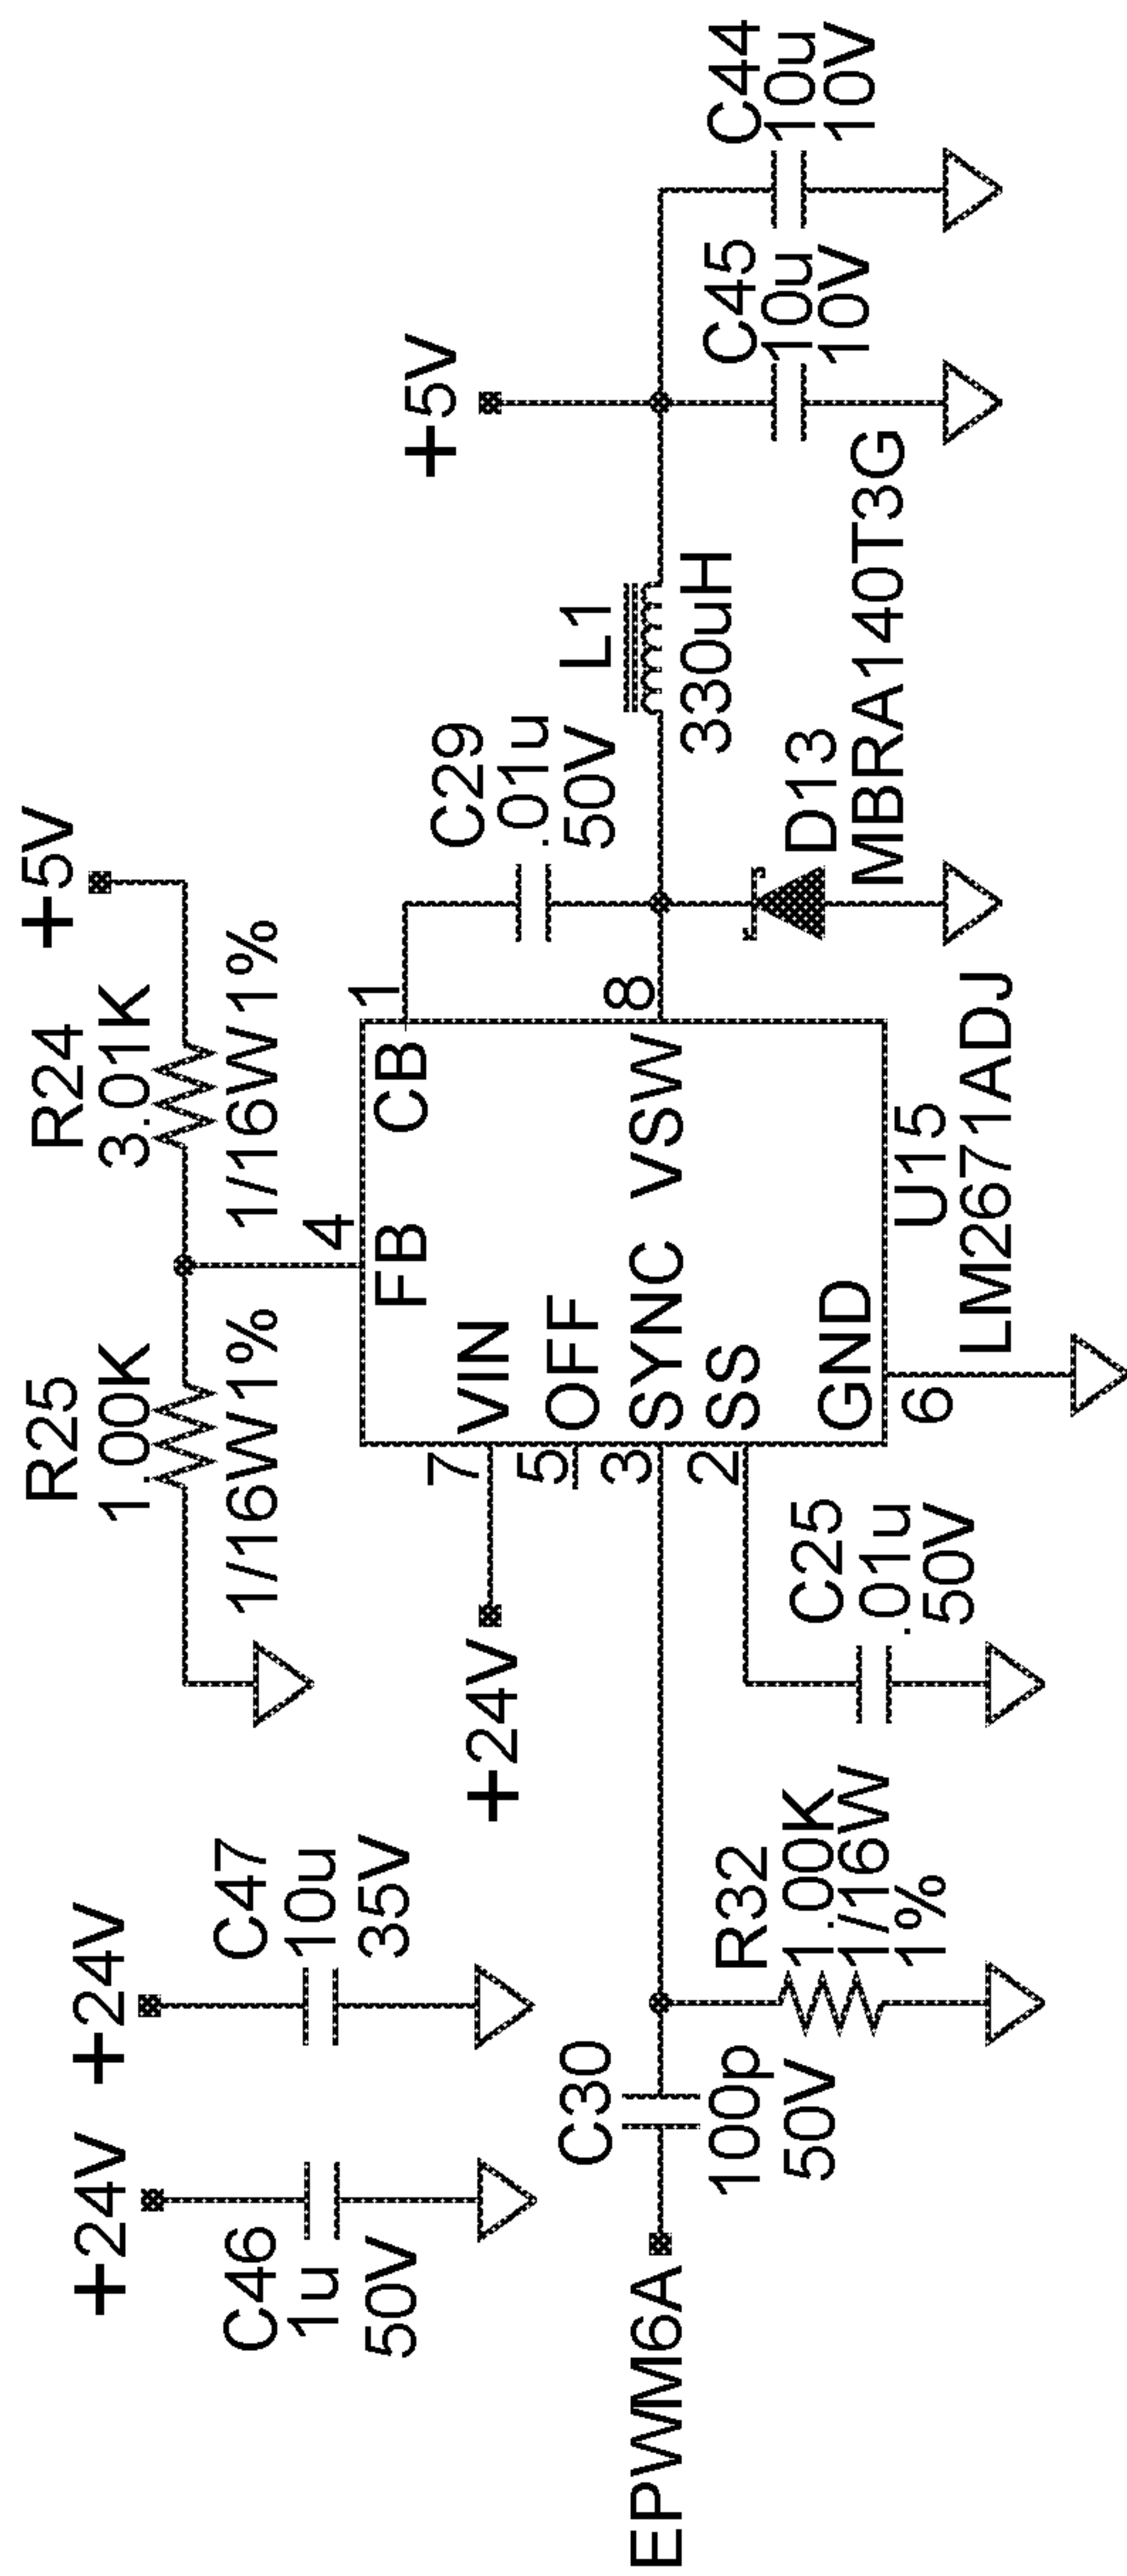 +24V
C46
1u
50V
+24V
C47
10u
35V
R25
1.00K
1/16W1%
R24
3.01K
1/16W1%
+5V
4
FB
CB
1
VIN
7
OFF
5
SYNC
3
SS
2
GND
6
VSW
8
U15
LM2671ADJ
+24V
EPWM6A
C30
100p
50V
R32
1.00K
1/16W
1%
C25
.01u
50V
C29
.01u
50V
D13
MBRA140T3G
L1
330uH
+5V
C45
10u
10V
C44
10u
10V